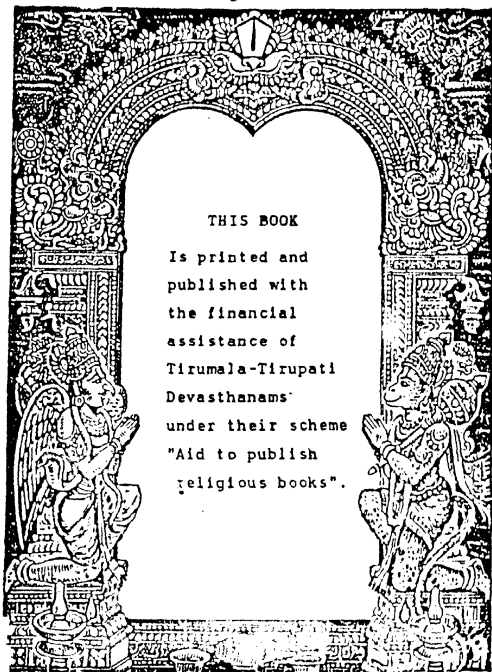 THIS BOOK
Is printed and
published with
the financial
assistance of
Tirumala-Tirupati
Devasthanams
under their scheme
"Aid to publish
religious books".